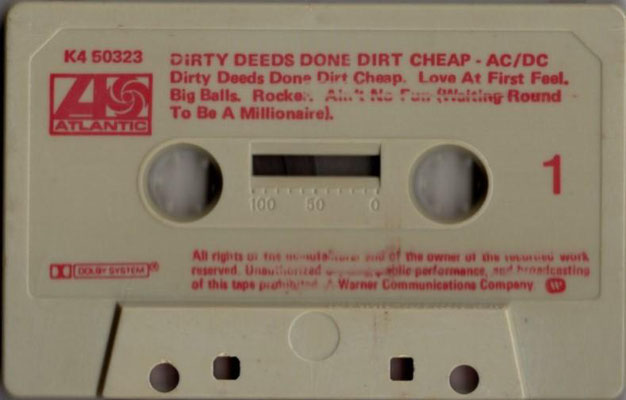 K4 50323
DIRTY DEEDS DONE DIRT CHEAP - AC/DC
Dirty Deeds Done Dirt Cheap. Love At First Feel.
Big Balls. Rocker. Ain't No Fun (Waiting Round
To Be A Millionaire).
ATLANTIC
1
100 50 0
DOLBY SYSTEM®
All rights of the manufacturer and of the owner of the recorded work
reserved. Unauthorized public performance, and broadcasting
of this tape prohibited. A Warner Communications Company